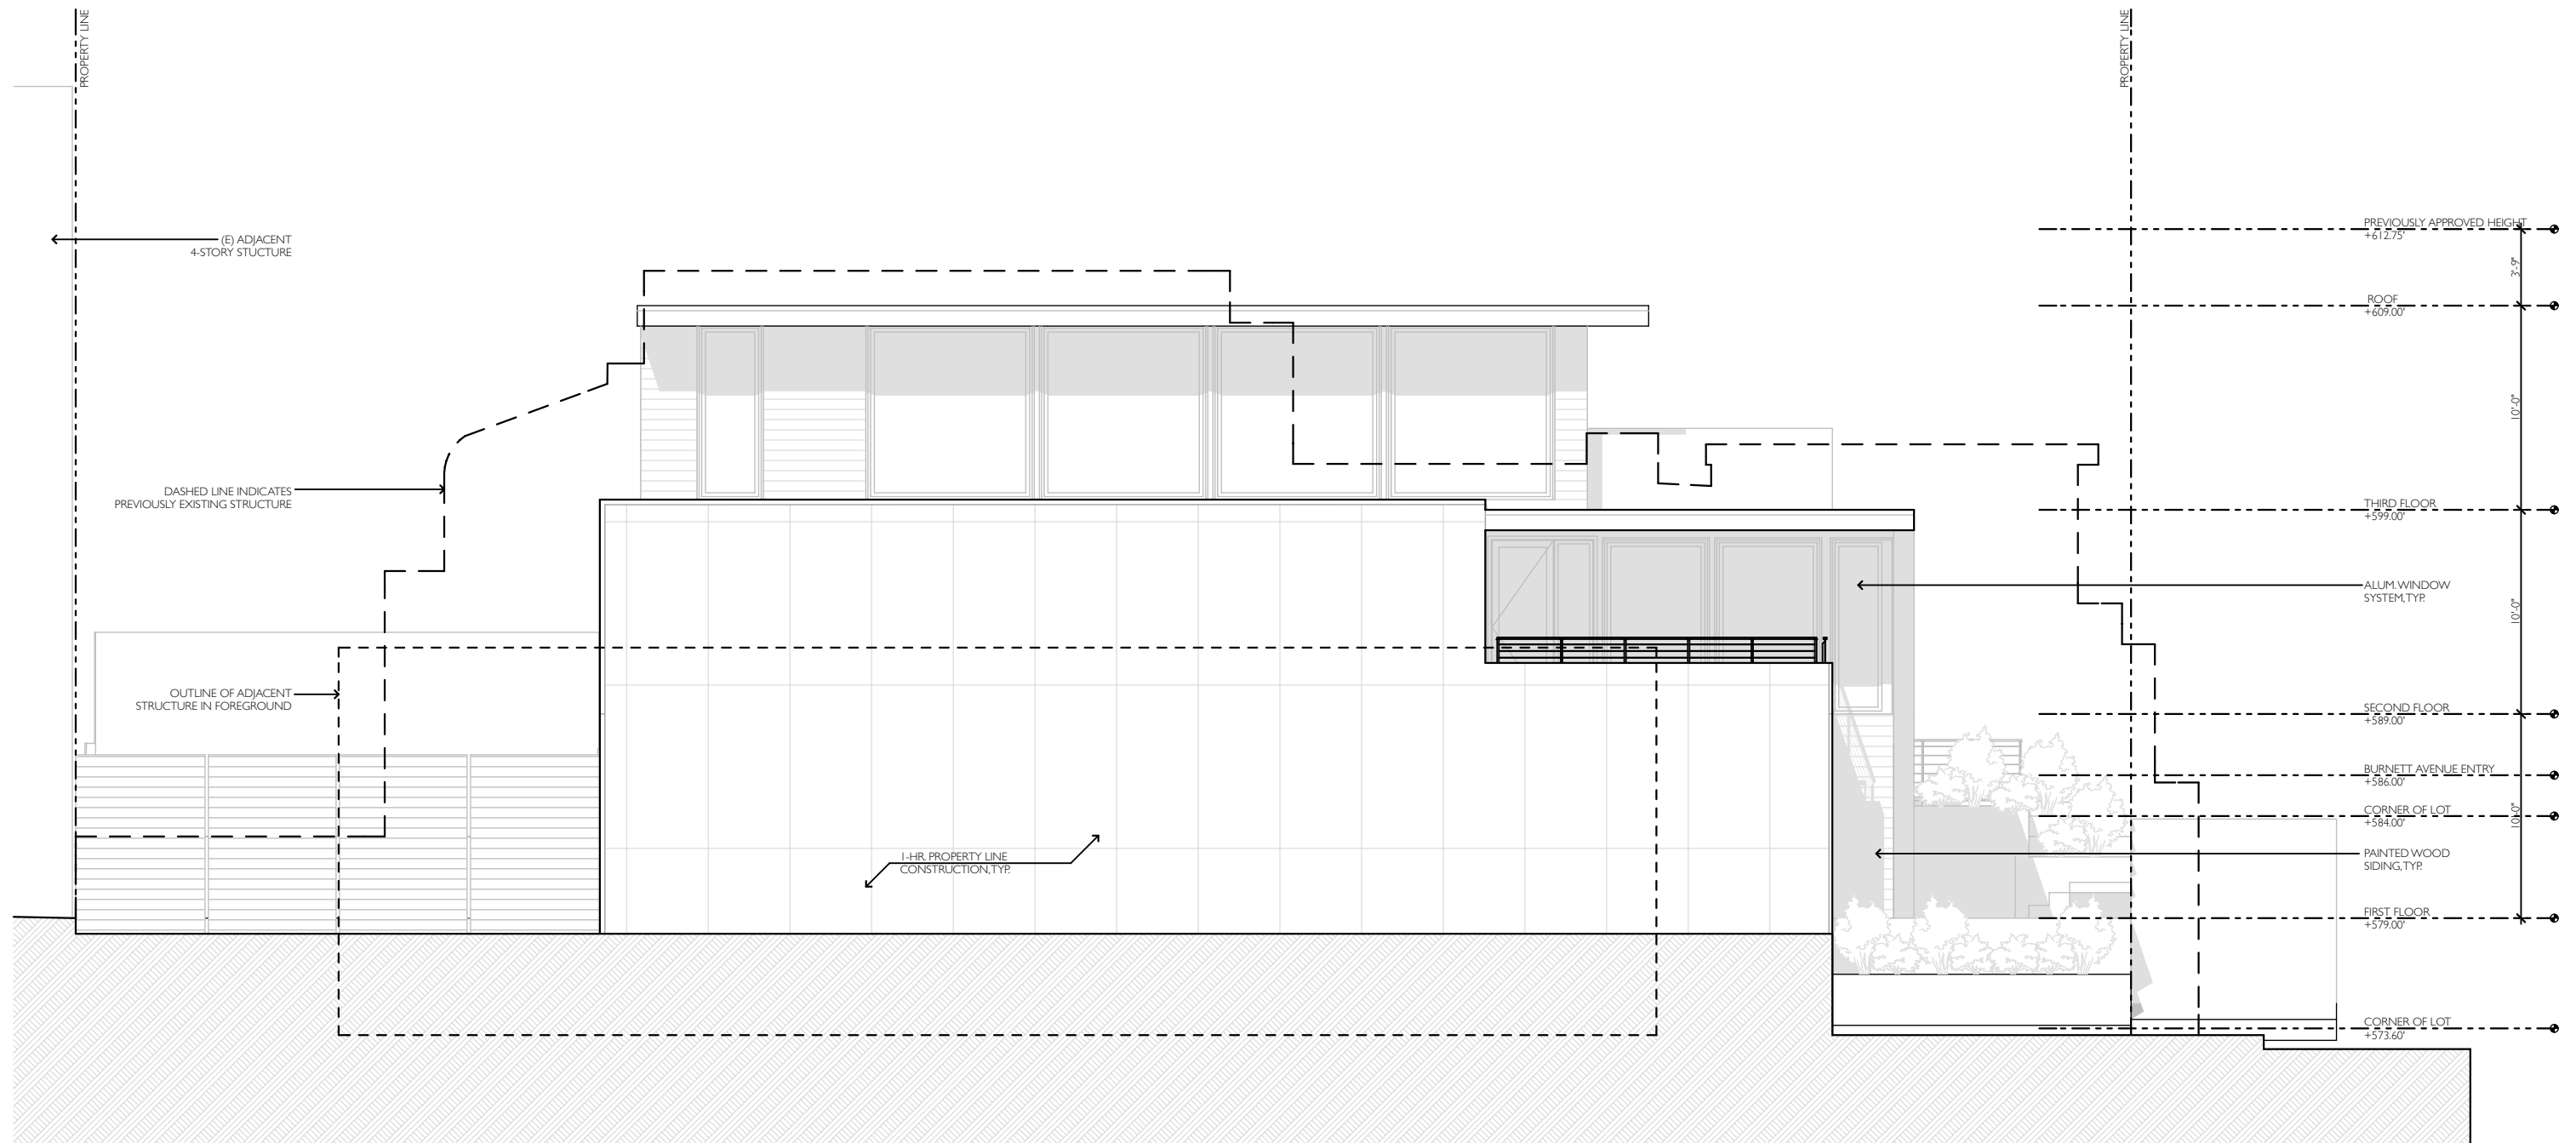 PROPERTY LINE
PROPERTY LINE
(E) ADJACENT
4-STORY STUCTURE
DASHED LINE INDICATES
PREVIOUSLY EXISTING STRUCTURE
OUTLINE OF ADJACENT
STRUCTURE IN FOREGROUND
1-HR. PROPERTY LINE
CONSTRUCTION, TYP.
PREVIOUSLY APPROVED HEIGHT
+612.75'
3'-9"
ROOF
+609.00'
10'-0"
THIRD FLOOR
+599.00'
ALUM. WINDOW
SYSTEM, TYP.
10'-0"
SECOND FLOOR
+589.00'
BURNETT AVENUE ENTRY
+586.00'
CORNER OF LOT
+584.00'
10'-0"
PAINTED WOOD
SIDING, TYP.
FIRST FLOOR
+579.00'
CORNER OF LOT
+573.60'